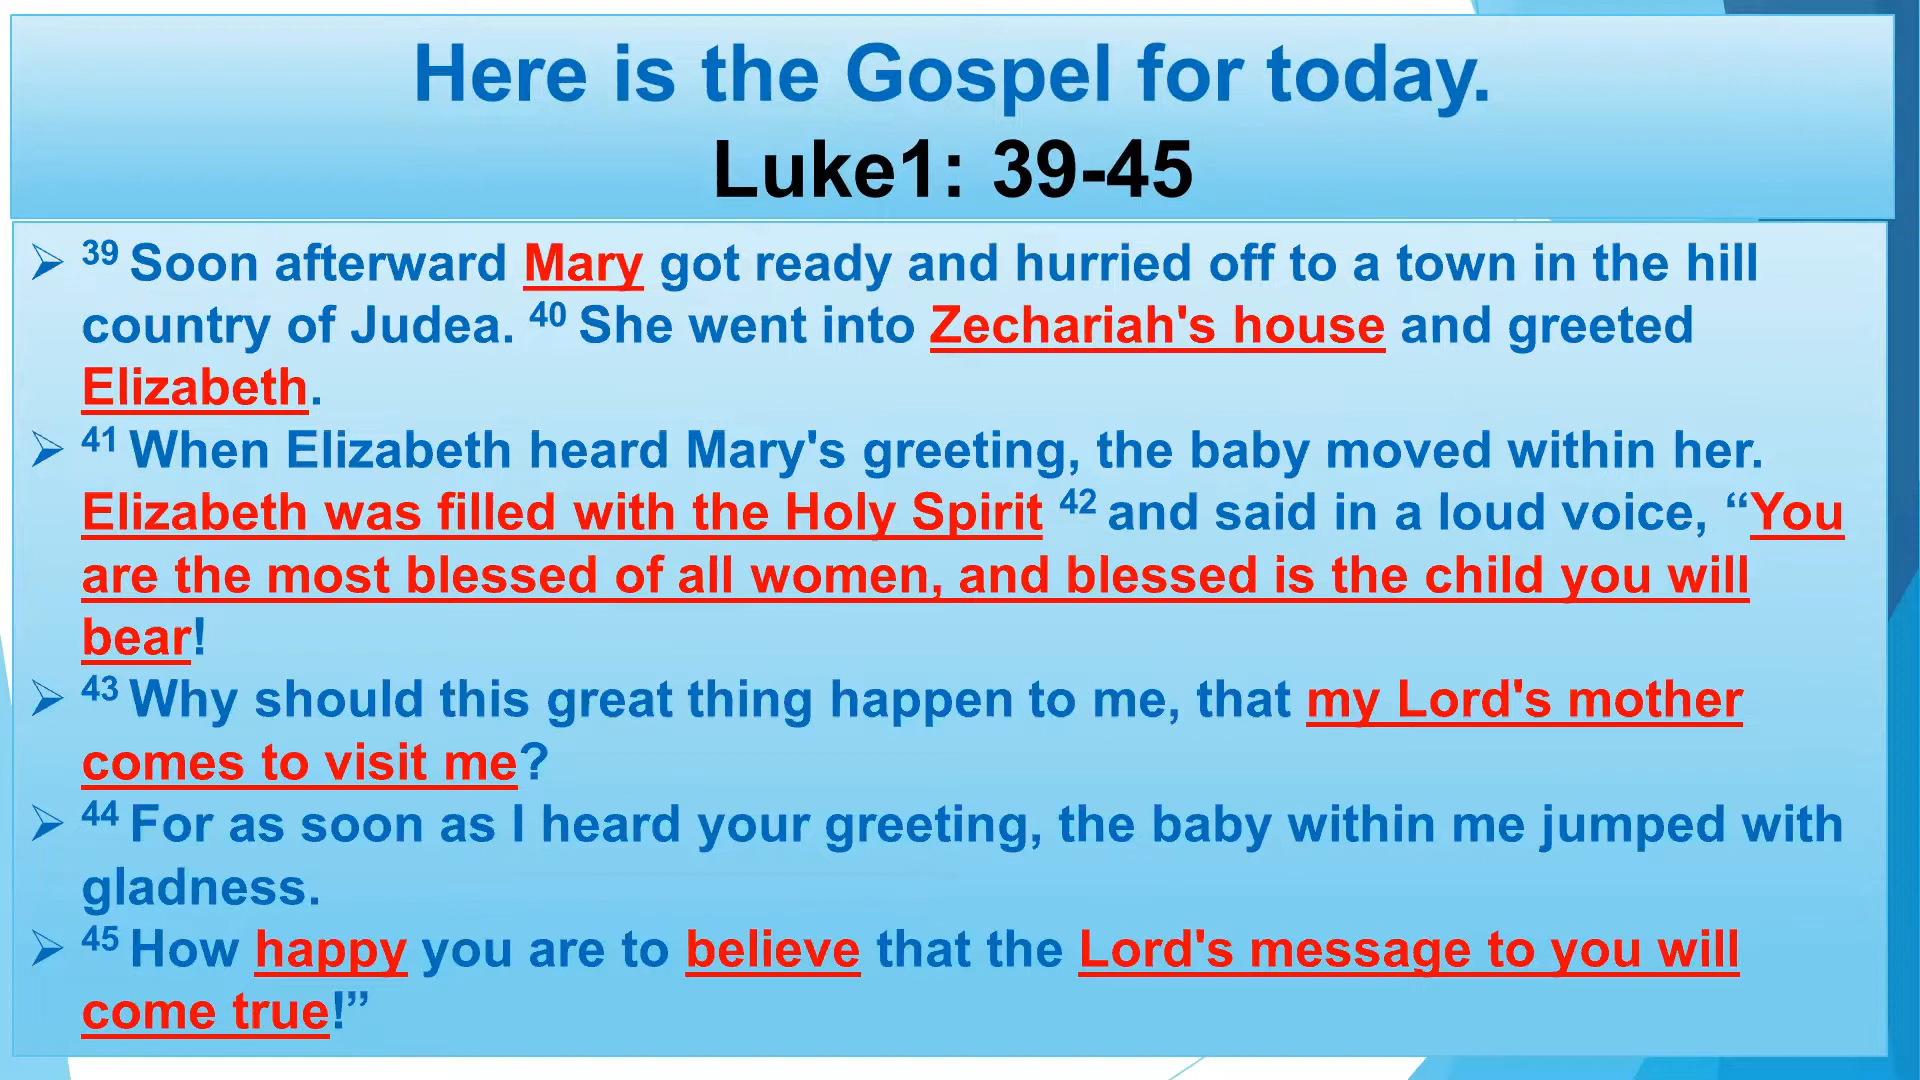 Here is the Gospel for today.
Luke1: 39-45
➢ 39 Soon afterward Mary got ready and hurried off to a town in the hill
country of Judea. 40 She went into Zechariah's house and greeted
Elizabeth.
➢ 41 When Elizabeth heard Mary's greeting, the baby moved within her.
Elizabeth was filled with the Holy Spirit 42 and said in a loud voice, “You
are the most blessed of all women, and blessed is the child you will
bear!
➢ 43 Why should this great thing happen to me, that my Lord's mother
comes to visit me?
➢ 44 For as soon as I heard your greeting, the baby within me jumped with
gladness.
➢ 45 How happy you are to believe that the Lord's message to you will
come true!”